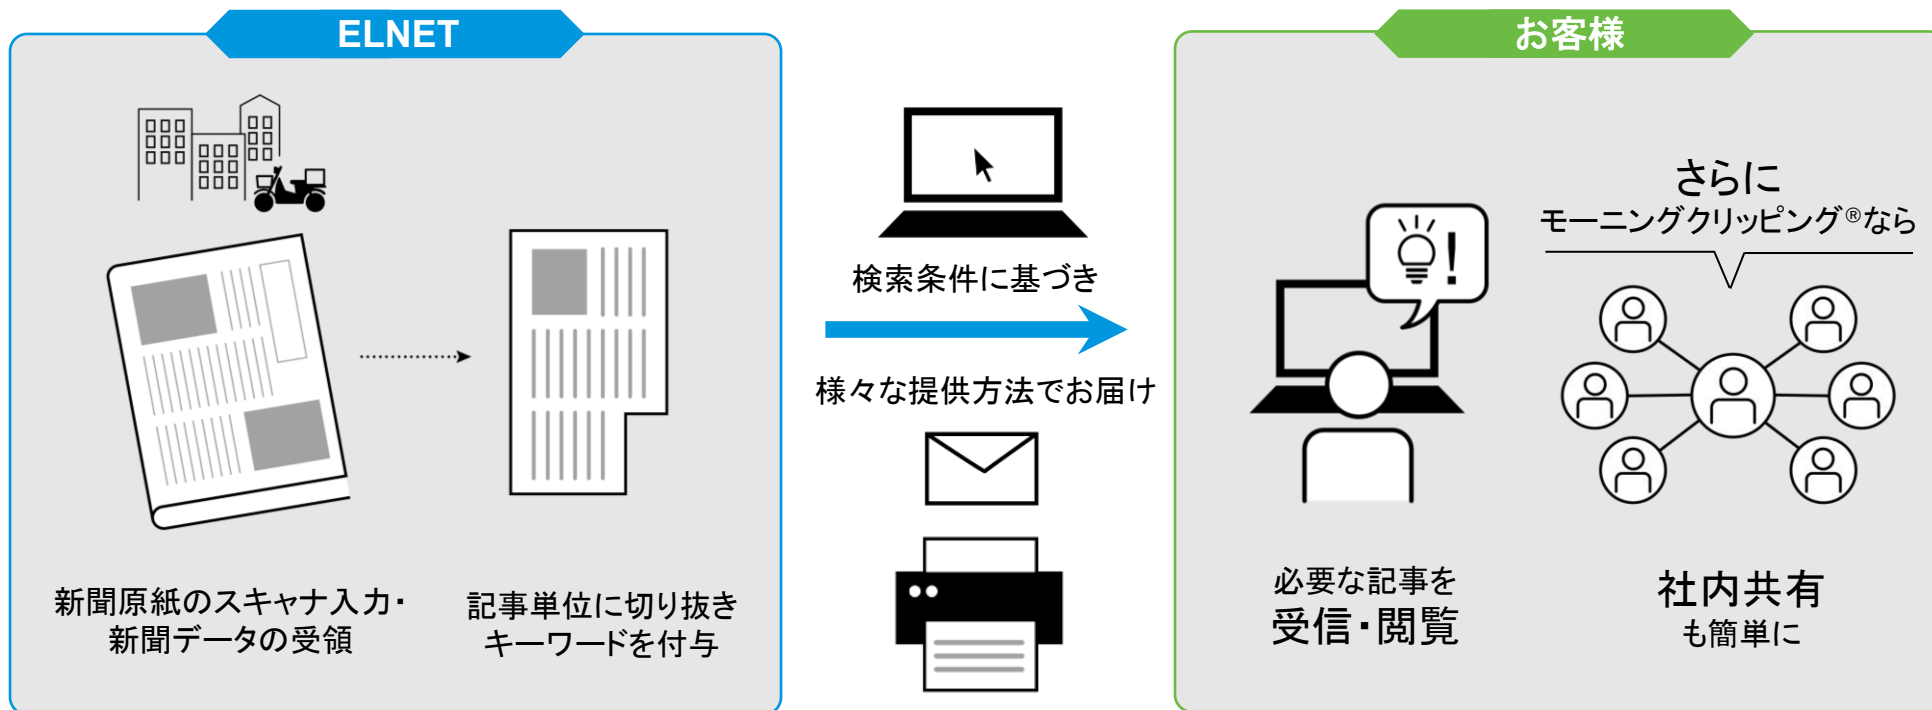 ELNET
新聞原紙のスキャナ入力・
新聞データの受領
記事単位に切り抜き
キーワードを付与
検索条件に基づき
様々な提供方法でお届け
お客様
必要な記事を
受信・閲覧
さらに
モーニングクリッピング®なら
社内共有
も簡単に